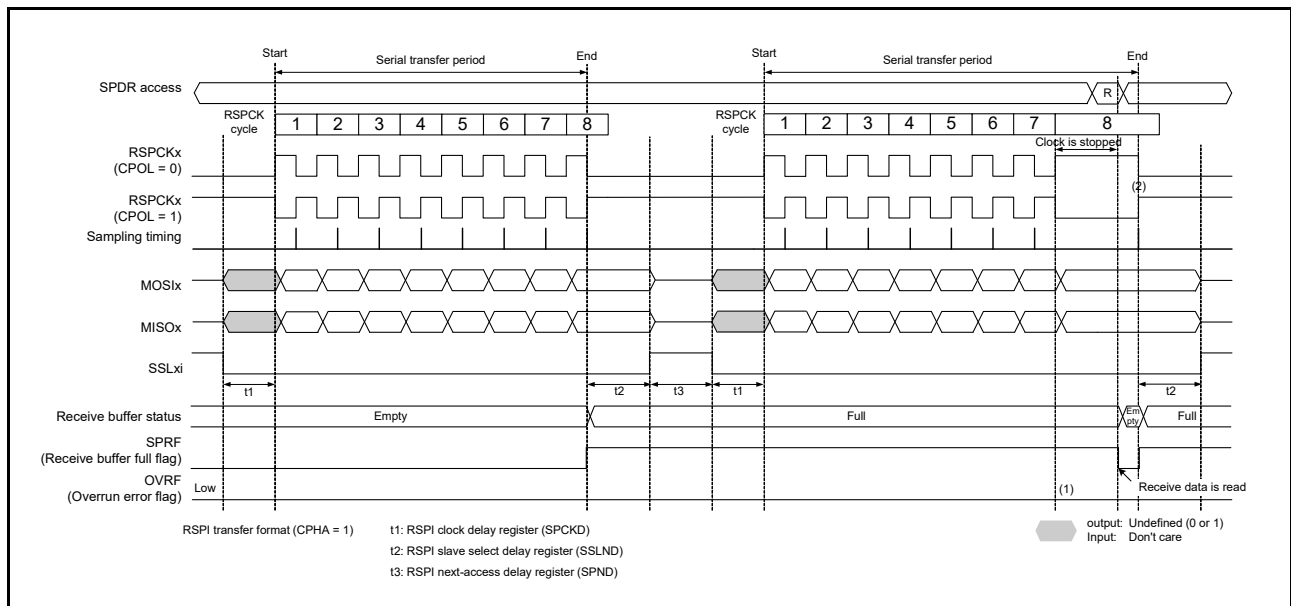 Start
Serial transfer period
End
Start
Serial transfer period
End
SPDR access
R
RSPCK
cycle
1 2 3 4 5 6 7 8
RSPCK
cycle
1 2 3 4 5 6 7 8
Clock is stopped
RSPCKx
(CPOL = 0)
(2)
RSPCKx
(CPOL = 1)
Sampling timing
MOSIx
MISOx
SSLxi
t1
t2
t3
t1
t2
Receive buffer status
Empty
Full
Em
pty
Full
SPRF
(Receive buffer full flag)
OVRF
(Overrun error flag)
Low
(1)
Receive data is read
RSPI transfer format (CPHA = 1)
t1: RSPI clock delay register (SPCKD)
t2: RSPI slave select delay register (SSLND)
t3: RSPI next-access delay register (SPND)
output: Undefined (0 or 1)
Input: Don't care